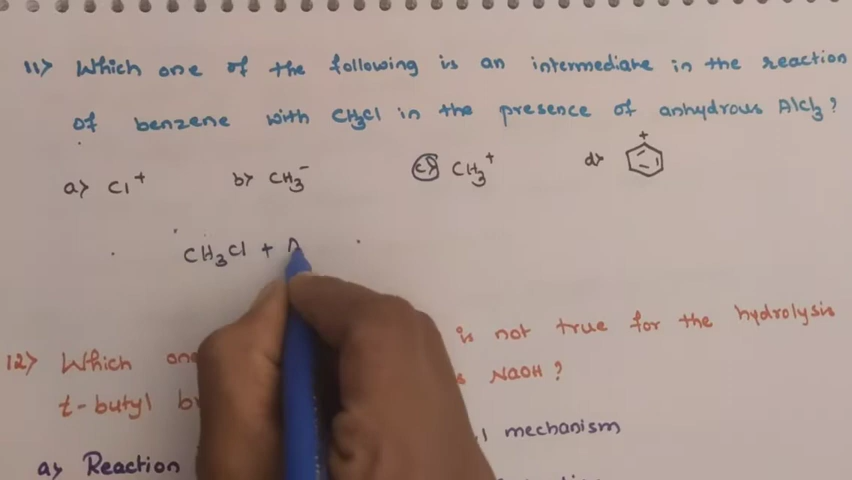 11) Which one of the following is an intermediate in the reaction
of benzene with CH3Cl in the presence of anhydrous AlCl3?
a) Cl+ b) CH3- c) CH3+ d) +
CH3Cl + A
12) Which one is not true for the hydrolysis
t-butyl NaOH?
mechanism
a) Reaction